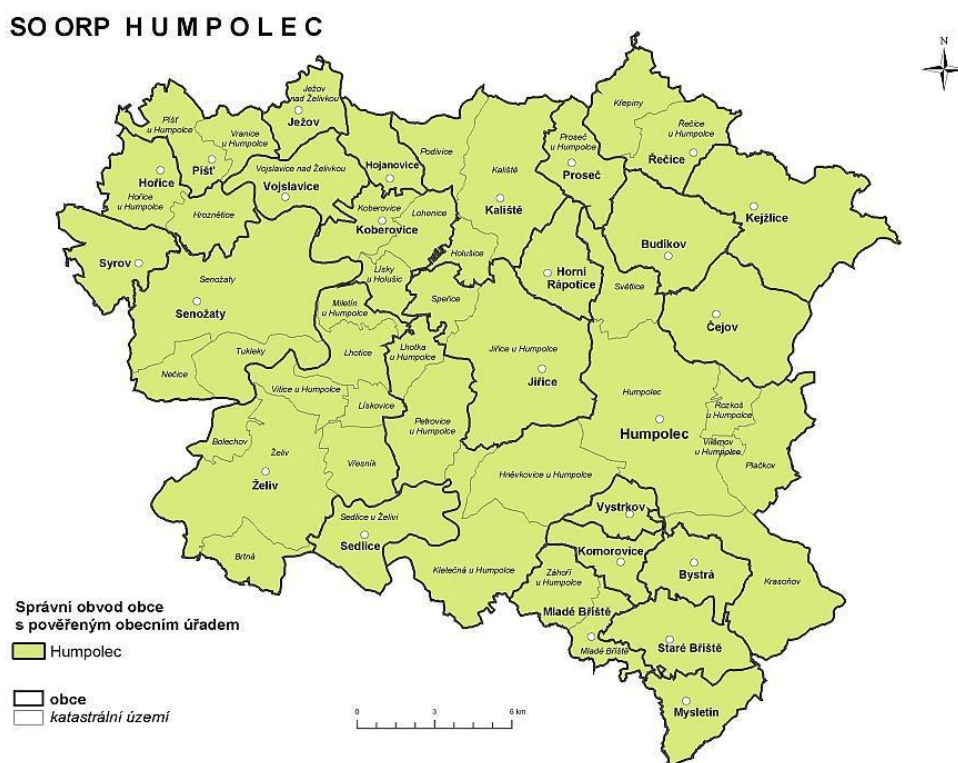 SO ORP H U M P O L E C
N
Ježov
nad Želivkou
Ježov
Křepiny
Píšť
u Humpolce
Vranice
u Humpolce
Píšť
Hojanovice
Podivice
Proseč
u Humpolce
Proseč
Řečice
u Humpolce
Řečice
Hořice
Hořice
u Humpolce
Hroznětice
Vojslavice nad Želivkou
Vojslavice
Kaliště
Kaliště
Kejžlice
Koberovice
Lohenice
Koberovice
Holušice
Budíkov
Syrov
Senožaty
Senožaty
Lísky
u Holušic
Horní
Rápotice
Světlice
Miletín
u Humpolce
Speřice
Čejov
Tukleky
Nečice
Lhotice
Lhotka
u Humpolce
Jiřice u Humpolce
Jiřice
Vitice u Humpolce
Lískovice
Petrovice
u Humpolce
Humpolec
Humpolec
Rozkoš
u Humpolce
Vilémov
u Humpolce
Plačkov
Bolechov
Želiv
Želiv
Vřesník
Hněvkovice u Humpolce
Sedlice u Želivi
Sedlice
Vystrkov
Brtná
Kletečná u Humpolce
Komorovice
Záhoří
u Humpolce
Bystrá
Krasoňov
Mladé Bříště
Mladé Bříště
Staré Bříště
Mysletín
Správní obvod obce
s pověřeným obecním úřadem
Humpolec
obce
katastrální území
0 3 6 km